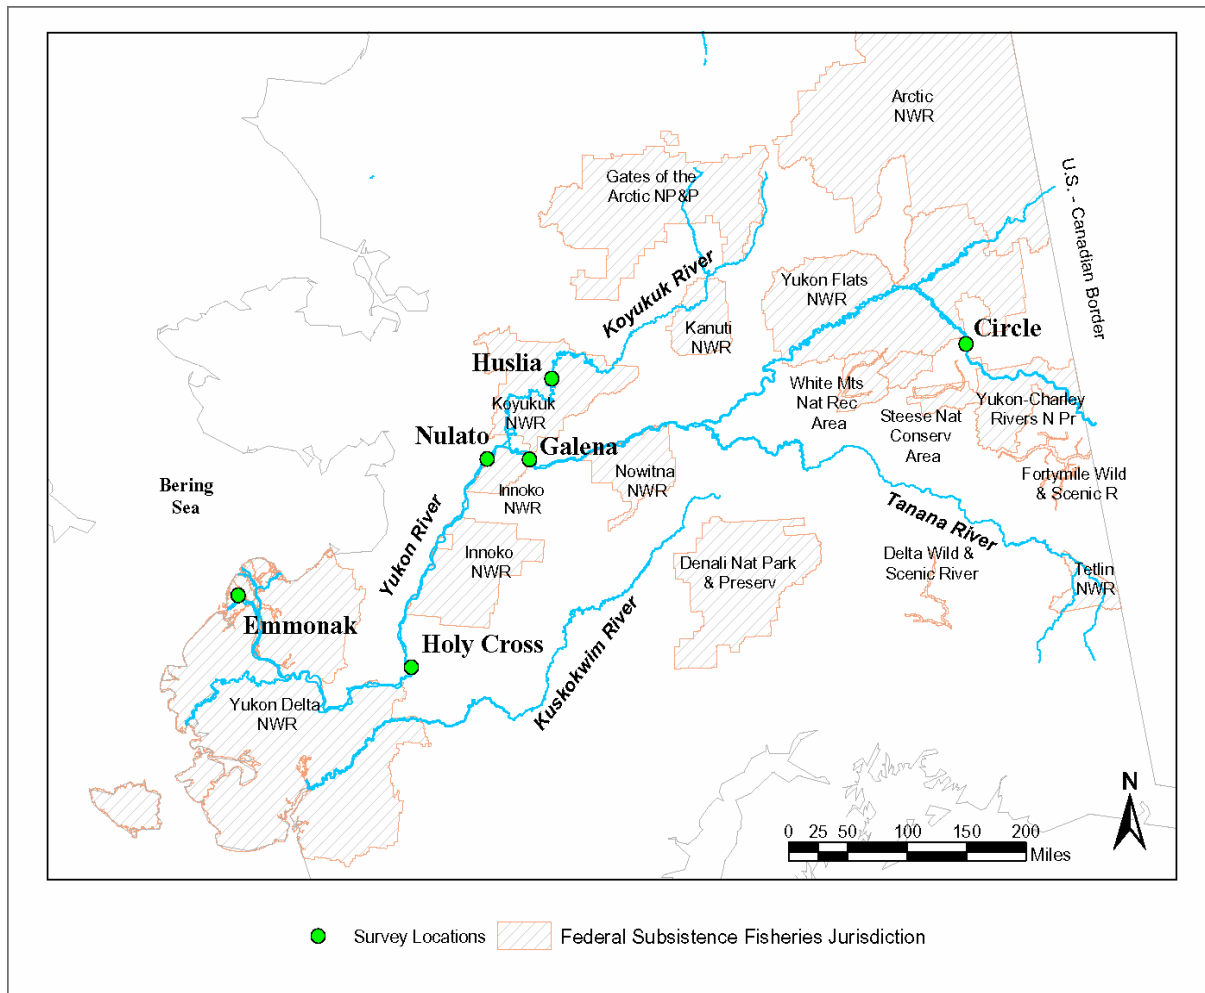 Arctic
NWR
Gates of the
Arctic NP&P
U.S. - Canadian Border
Koyukuk River
Yukon Flats
NWR
Kanuti
NWR
Circle
Huslia
Koyukuk
NWR
White Mts
Nat Rec
Area
Steese Nat
Conserv
Area
Yukon-Charley
Rivers N Pr
Nulato
Galena
Nowitna
NWR
Innoko
NWR
Fortymile Wild
& Scenic R
Bering
Sea
Yukon River
Tanana River
Innoko
NWR
Denali Nat Park
& Preserv
Delta Wild &
Scenic River
Tetlin
NWR
Emmonak
Holy Cross
Kuskokwim River
Yukon Delta
NWR
N
0 25 50 100 150 200
Miles
Survey Locations
Federal Subsistence Fisheries Jurisdiction